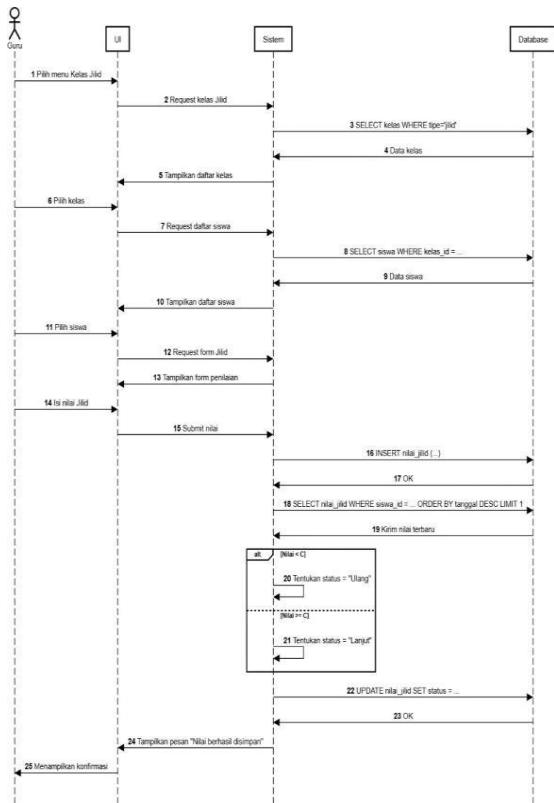 Guru
UI
Sistem
Database
1 Pilih menu Kelas Jilid
2 Request kelas Jilid
3 SELECT kelas WHERE tipe='jilid'
4 Data kelas
5 Tampilkan daftar kelas
6 Pilih kelas
7 Request daftar siswa
8 SELECT siswa WHERE kelas_id = ...
9 Data siswa
10 Tampilkan daftar siswa
11 Pilih siswa
12 Request form Jilid
13 Tampilkan form penilaian
14 Isi nilai Jilid
15 Submit nilai
16 INSERT nilai_jilid (...)
17 OK
18 SELECT nilai_jilid WHERE siswa_id = ... ORDER BY tanggal DESC LIMIT 1
19 Kirim nilai terbaru
alt [Nilai < C]
20 Tentukan status = "Ulang"
[Nilai >= C]
21 Tentukan status = "Lanjut"
22 UPDATE nilai_jilid SET status = ...
23 OK
24 Tampilkan pesan "Nilai berhasil disimpan"
25 Menampilkan konfirmasi